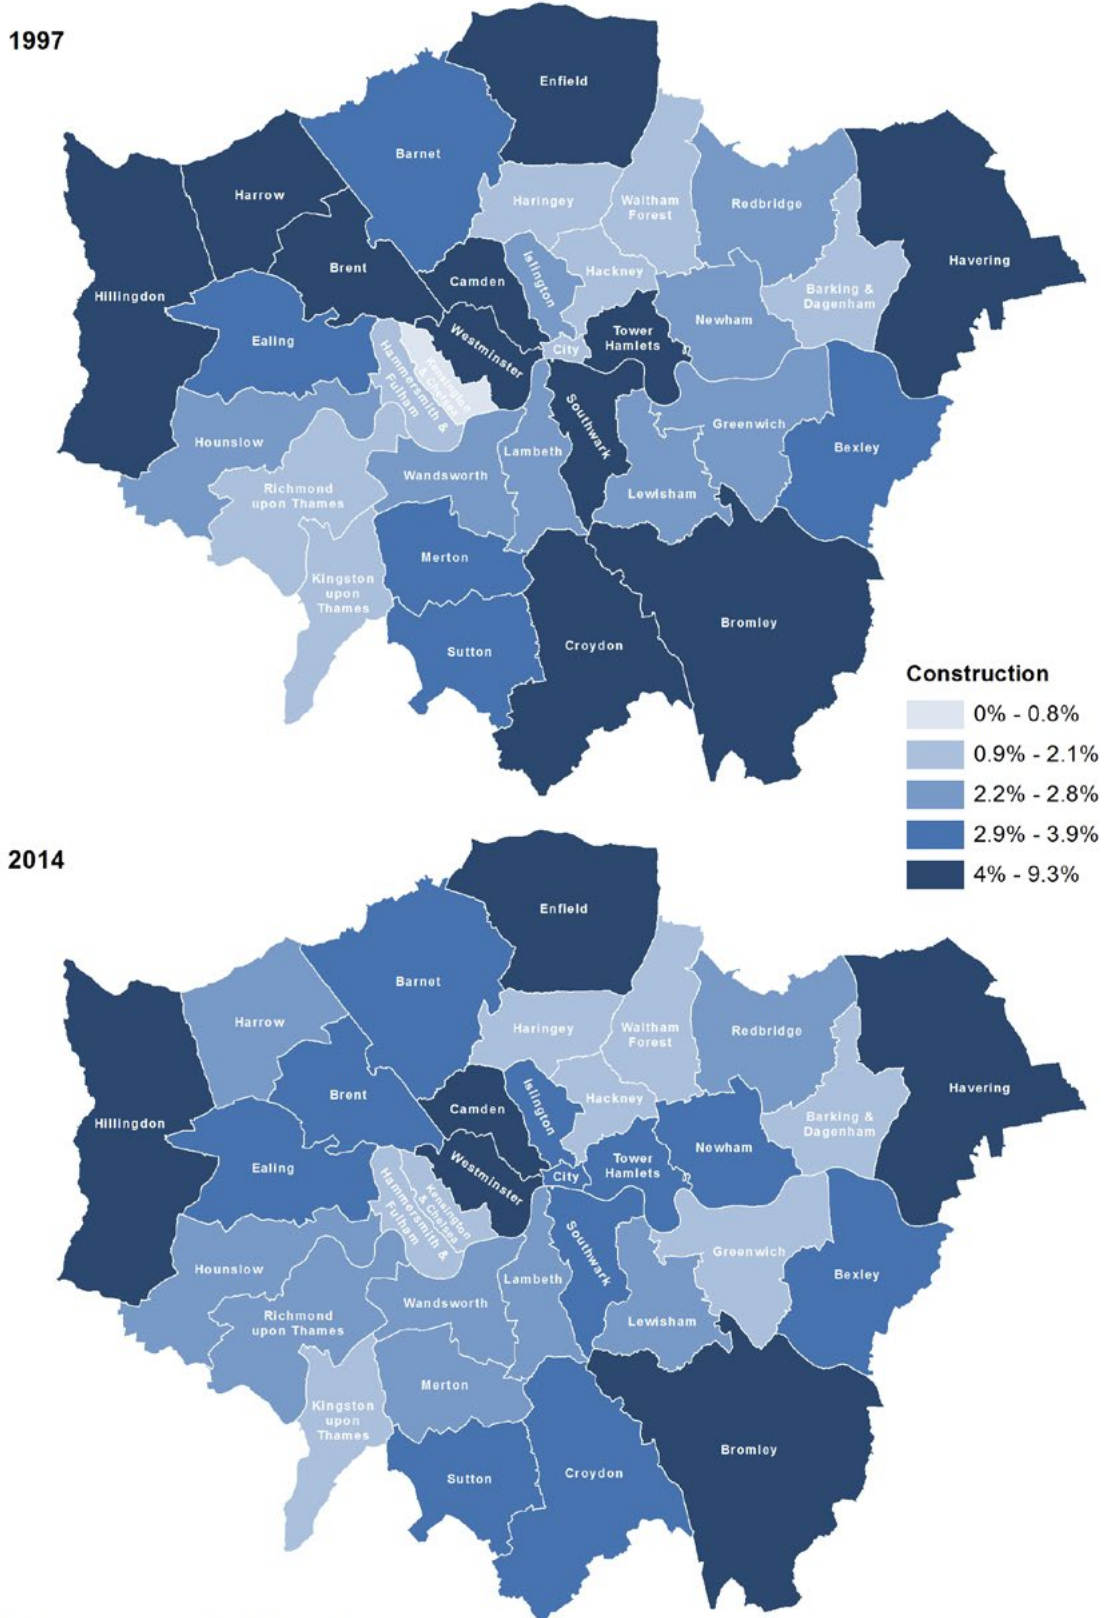 1997
Enfield
Barnet
Harrow
Haringey
Waltham
Forest
Redbridge
Havering
Brent
Camden
Islington
Hackney
Hillingdon
Barking &
Dagenham
Newham
Ealing
Westminster
Tower
Hamlets
City
Kensington
& Chelsea
Hammersmith &
Fulham
Hounslow
Southwark
Greenwich
Bexley
Lambeth
Wandsworth
Richmond
upon Thames
Lewisham
Merton
Kingston
upon
Thames
Bromley
Sutton
Croydon
Construction
0% - 0.8%
0.9% - 2.1%
2.2% - 2.8%
2.9% - 3.9%
4% - 9.3%
2014
Enfield
Barnet
Harrow
Haringey
Waltham
Forest
Redbridge
Havering
Brent
Camden
Islington
Hackney
Hillingdon
Barking &
Dagenham
Newham
Ealing
Westminster
Tower
Hamlets
City
Kensington
& Chelsea
Hammersmith &
Fulham
Hounslow
Southwark
Greenwich
Bexley
Lambeth
Wandsworth
Richmond
upon Thames
Lewisham
Merton
Kingston
upon
Thames
Bromley
Sutton
Croydon